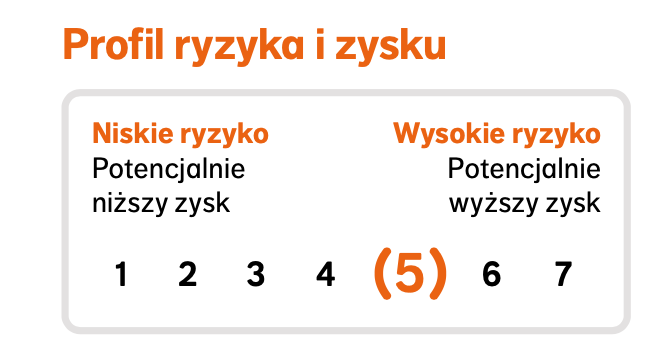 Profil ryzyka i zysku
Niskie ryzyko
Potencjalnie
niższy zysk
Wysokie ryzyko
Potencjalnie
wyższy zysk
1 2 3 4 (5) 6 7